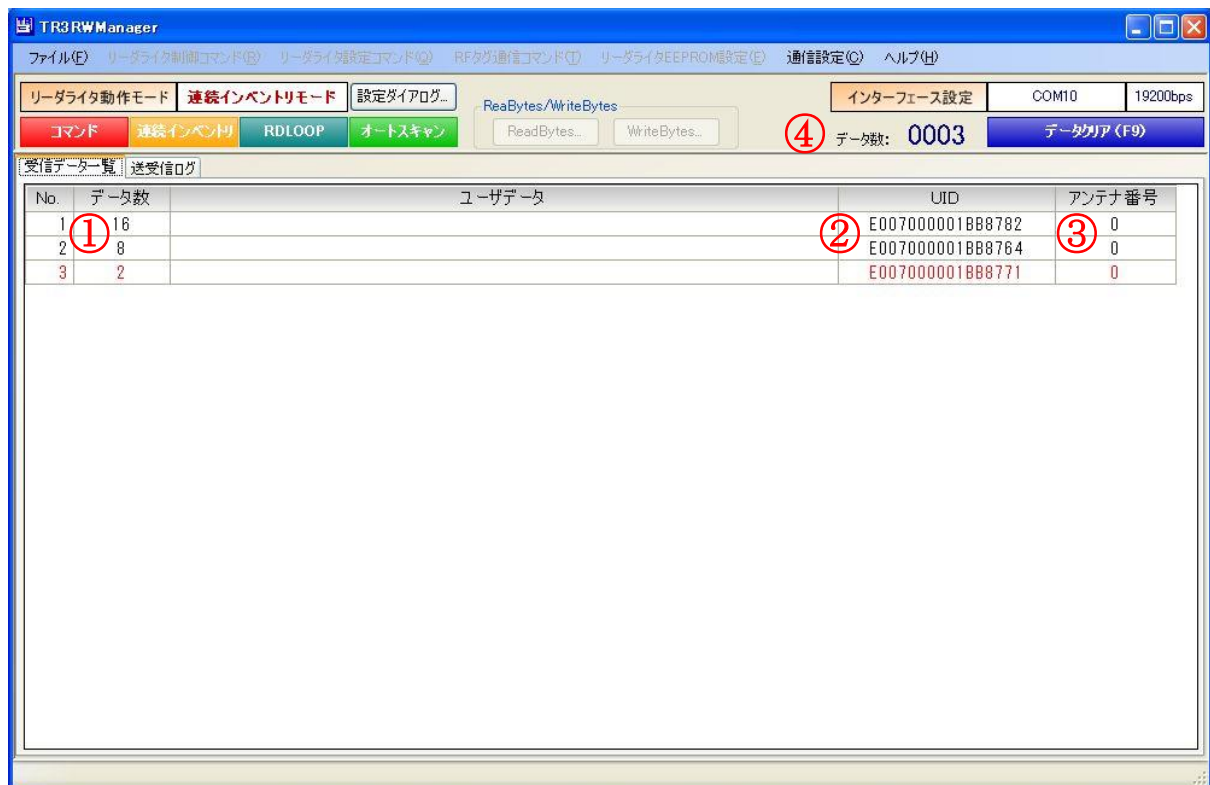 TR3RWManager
ファイル(F) リーダライタ制御コマンド(R) リーダライタ設定コマンド(Q) RFタグ通信コマンド(T) リーダライタEEPROM設定(E) 通信設定(C) ヘルプ(H)
リーダライタ動作モード 連続インベントリモード 設定ダイアログ... ReaBytes/WriteBytes インターフェース設定 COM10 19200bps
コマンド 連続インベントリ RDLOOP オートスキャン ReadBytes... WriteBytes... ④ データ数: 0003 データクリア (F9)
受信データ一覧 送受信ログ
No. データ数 ユーザデータ UID アンテナ番号
1 ① 16 ② E007000001BB8782 ③ 0
2 8 E007000001BB8764 0
3 2 E007000001BB8771 0